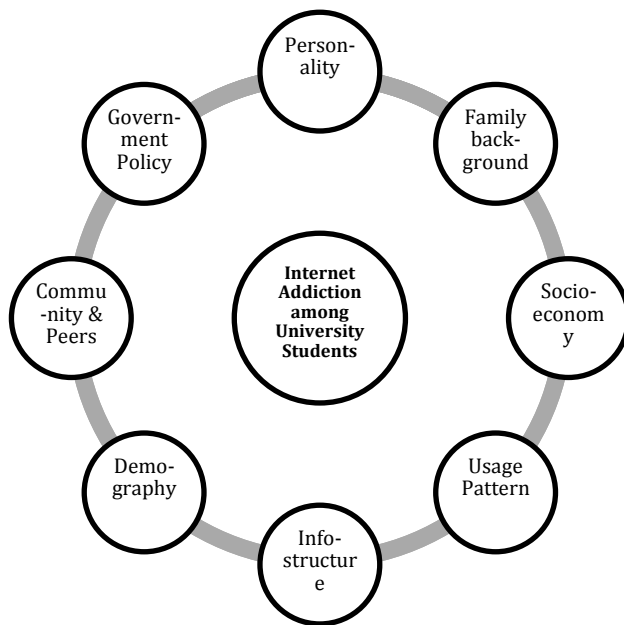 Person-
ality
Family
back-
ground
Socio-
econom
y
Usage
Pattern
Info-
structur
e
Demo-
graphy
Commu
-nity &
Peers
Govern-
ment
Policy
Internet
Addiction
among
University
Students